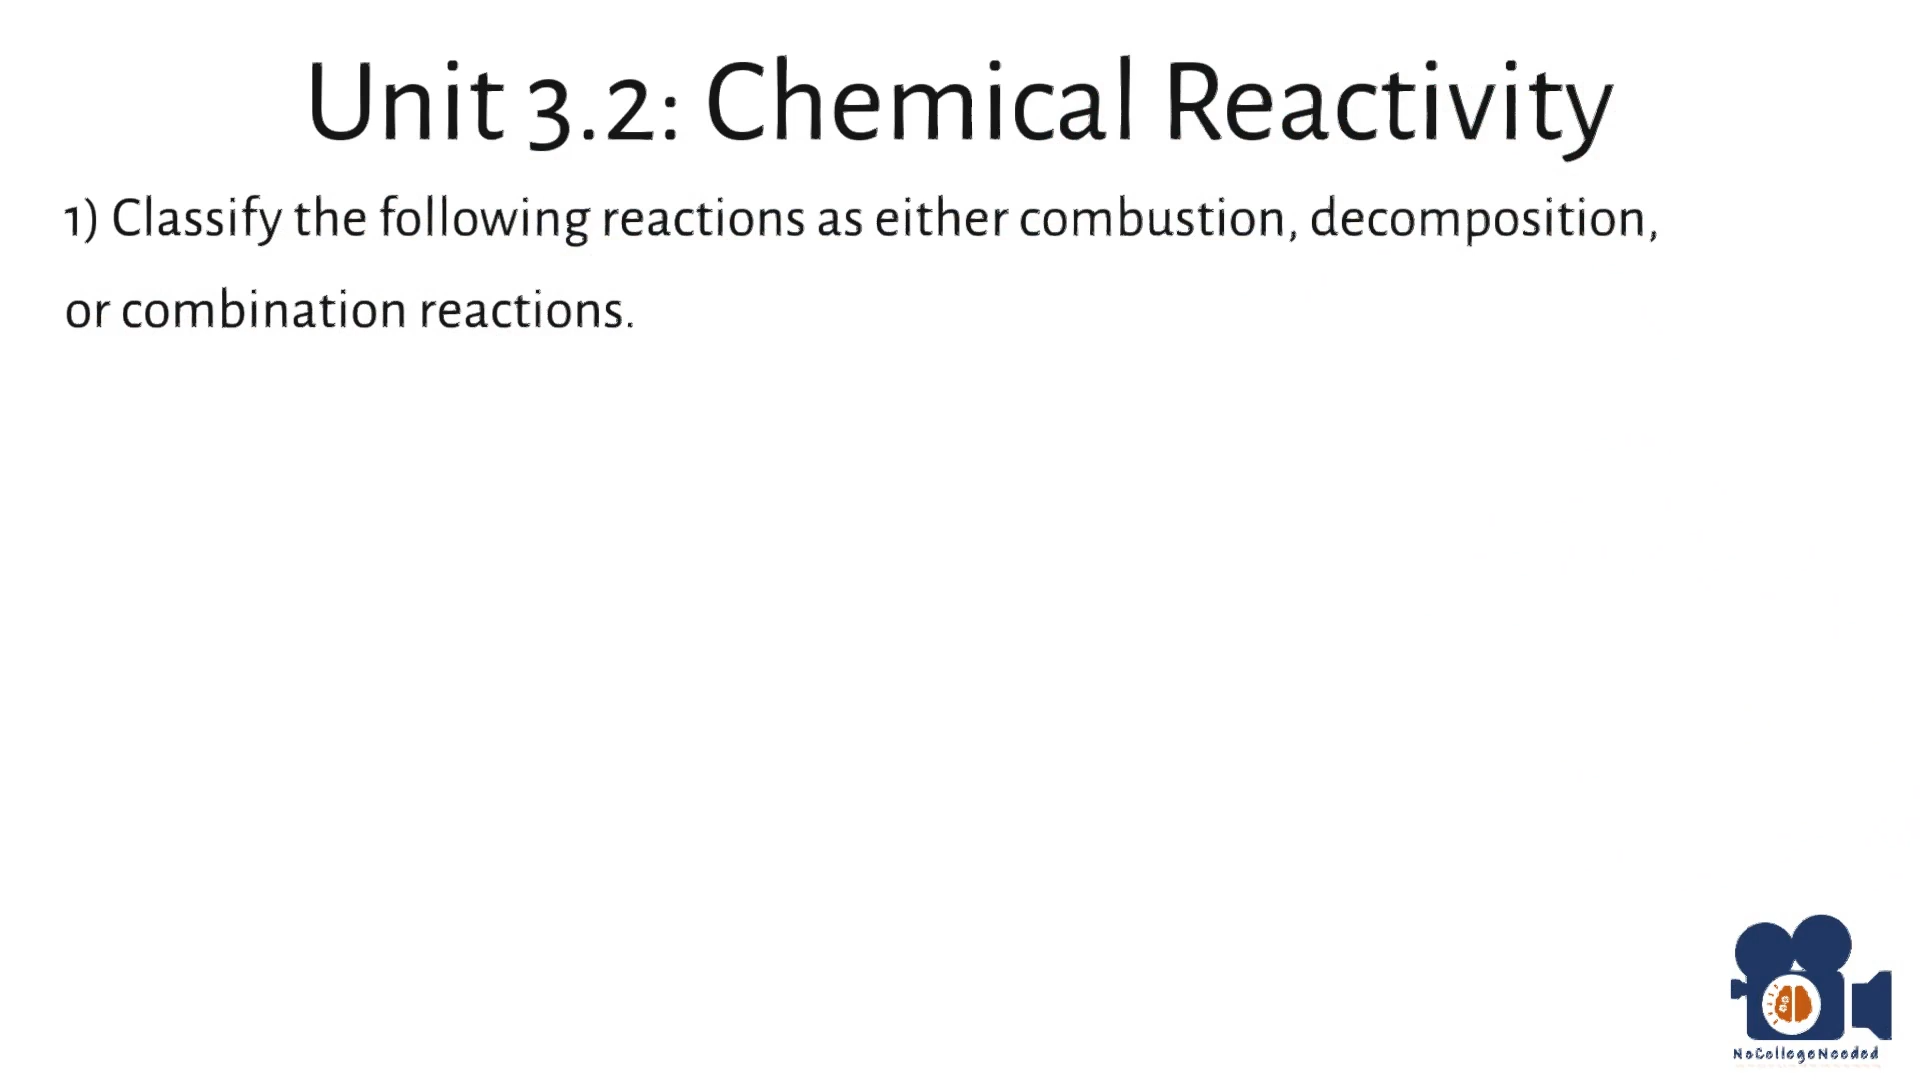 Unit 3.2: Chemical Reactivity
1) Classify the following reactions as either combustion, decomposition,
or combination reactions.
NoCollegeNeeded